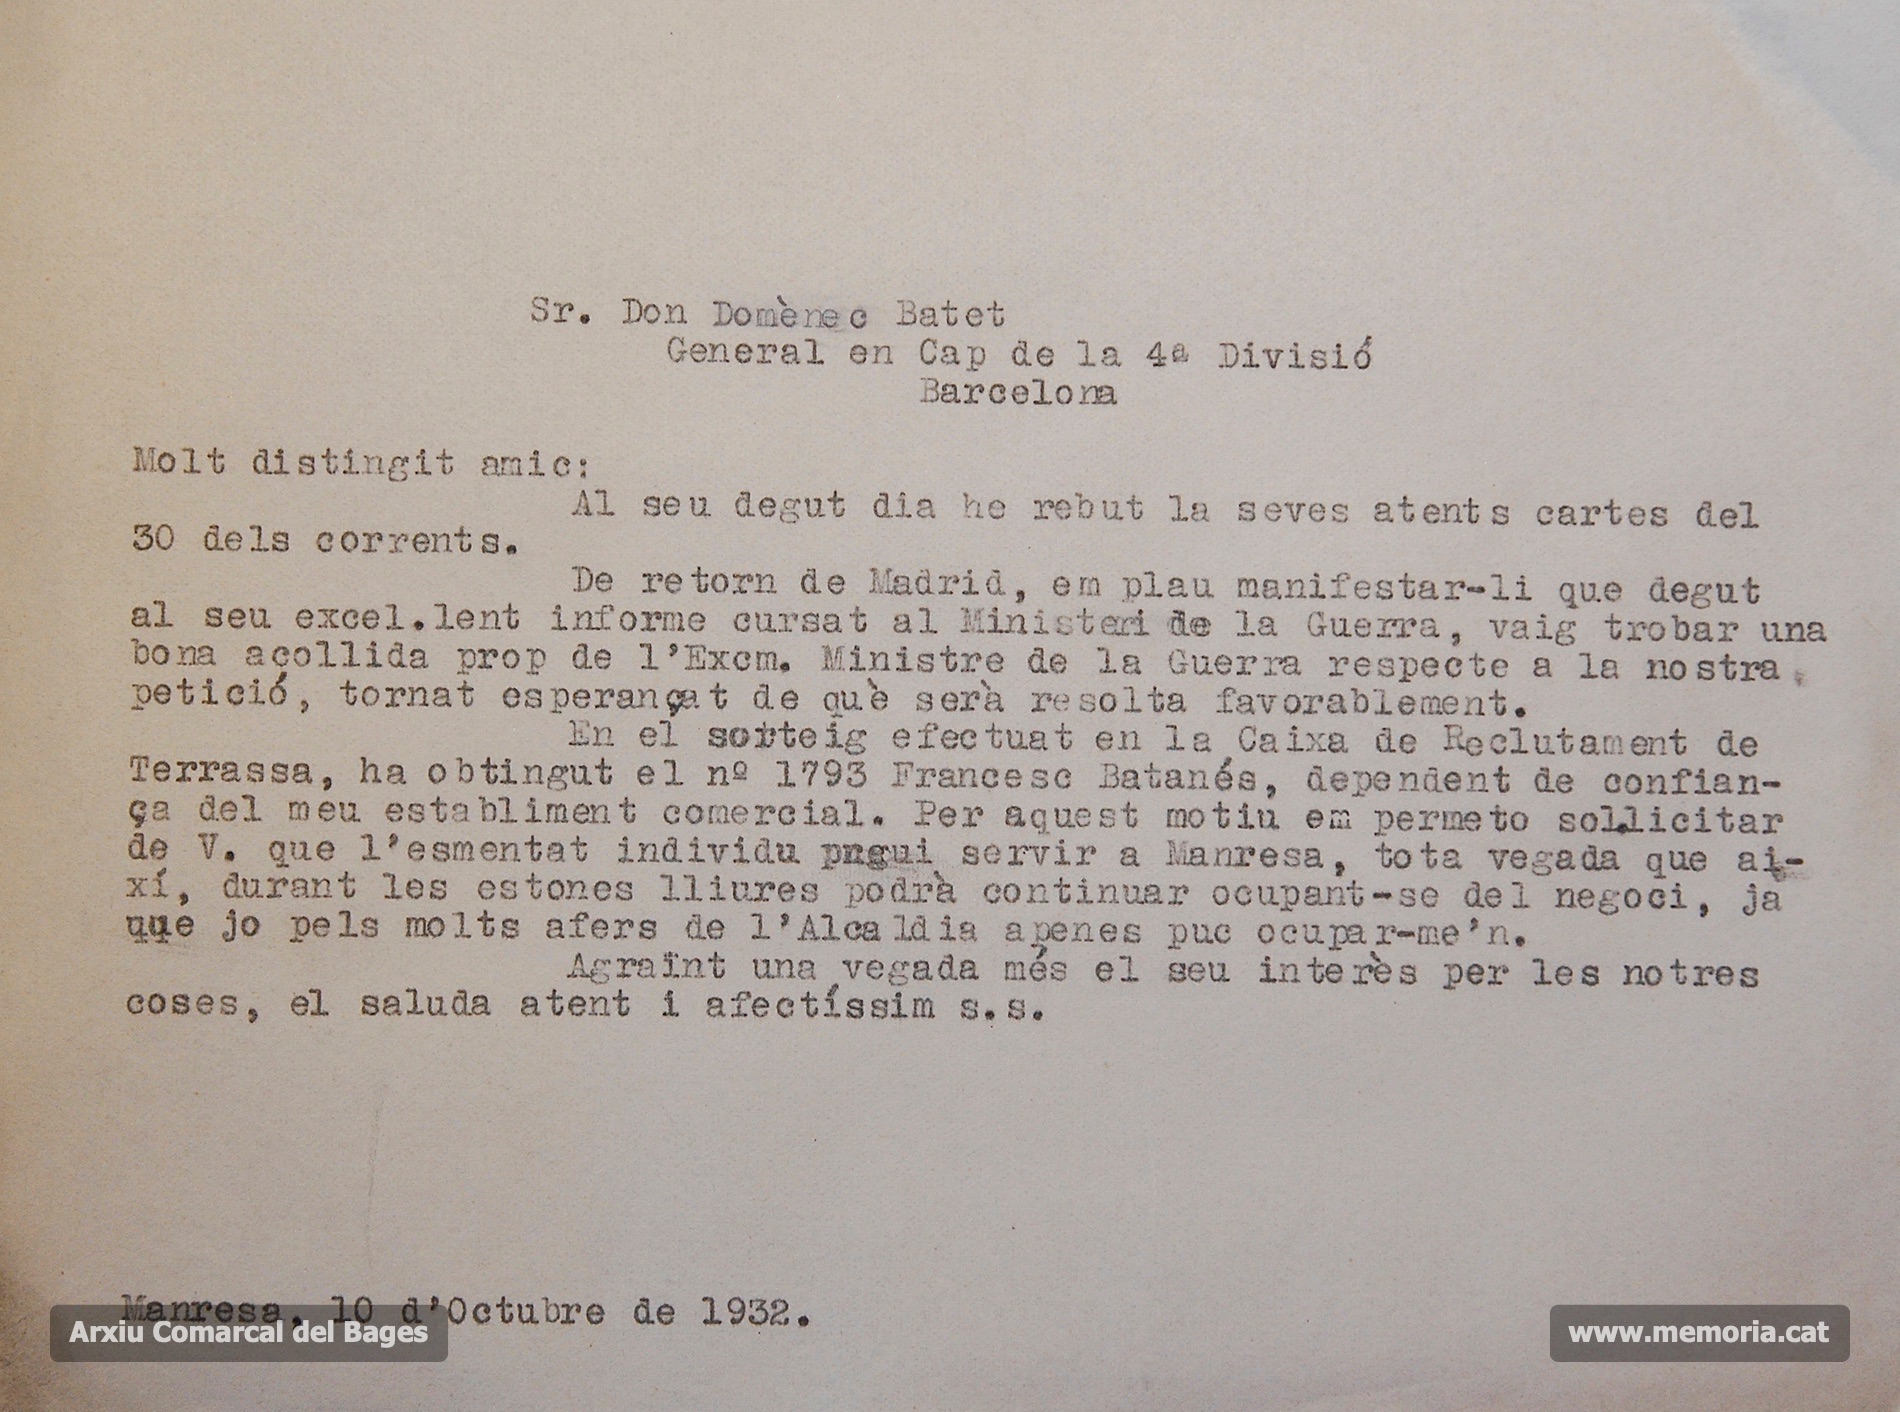 Sr. Don Domènec Batet
General en Cap de la 4ª Divisió
Barcelona
Molt distingit amic:
Al seu degut dia he rebut la seves atents cartes del
30 dels corrents.
De retorn de Madrid, em plau manifestar-li que degut
al seu excel.lent informe cursat al Ministeri de la Guerra, vaig trobar una
bona acollida prop de l'Excm. Ministre de la Guerra respecte a la nostra
petició, tornat esperançat de què serà resolta favorablement.
En el sorteig efectuat en la Caixa de Reclutament de
Terrassa, ha obtingut el nº 1793 Francesc Batanés, dependent de confian-
ça del meu establiment comercial. Per aquest motiu em permeto sol.licitar
de V. que l'esmentat individu pugui servir a Manresa, tota vegada que ai-
xí, durant les estones lliures podrà continuar ocupant-se del negoci, ja
que jo pels molts afers de l'Alcaldia apenes puc ocupar-me'n.
Agraïnt una vegada més el seu interès per les notres
coses, el saluda atent i afectíssim s.s.
Manresa, 10 d'Octubre de 1932.
Arxiu Comarcal del Bages
www.memoria.cat